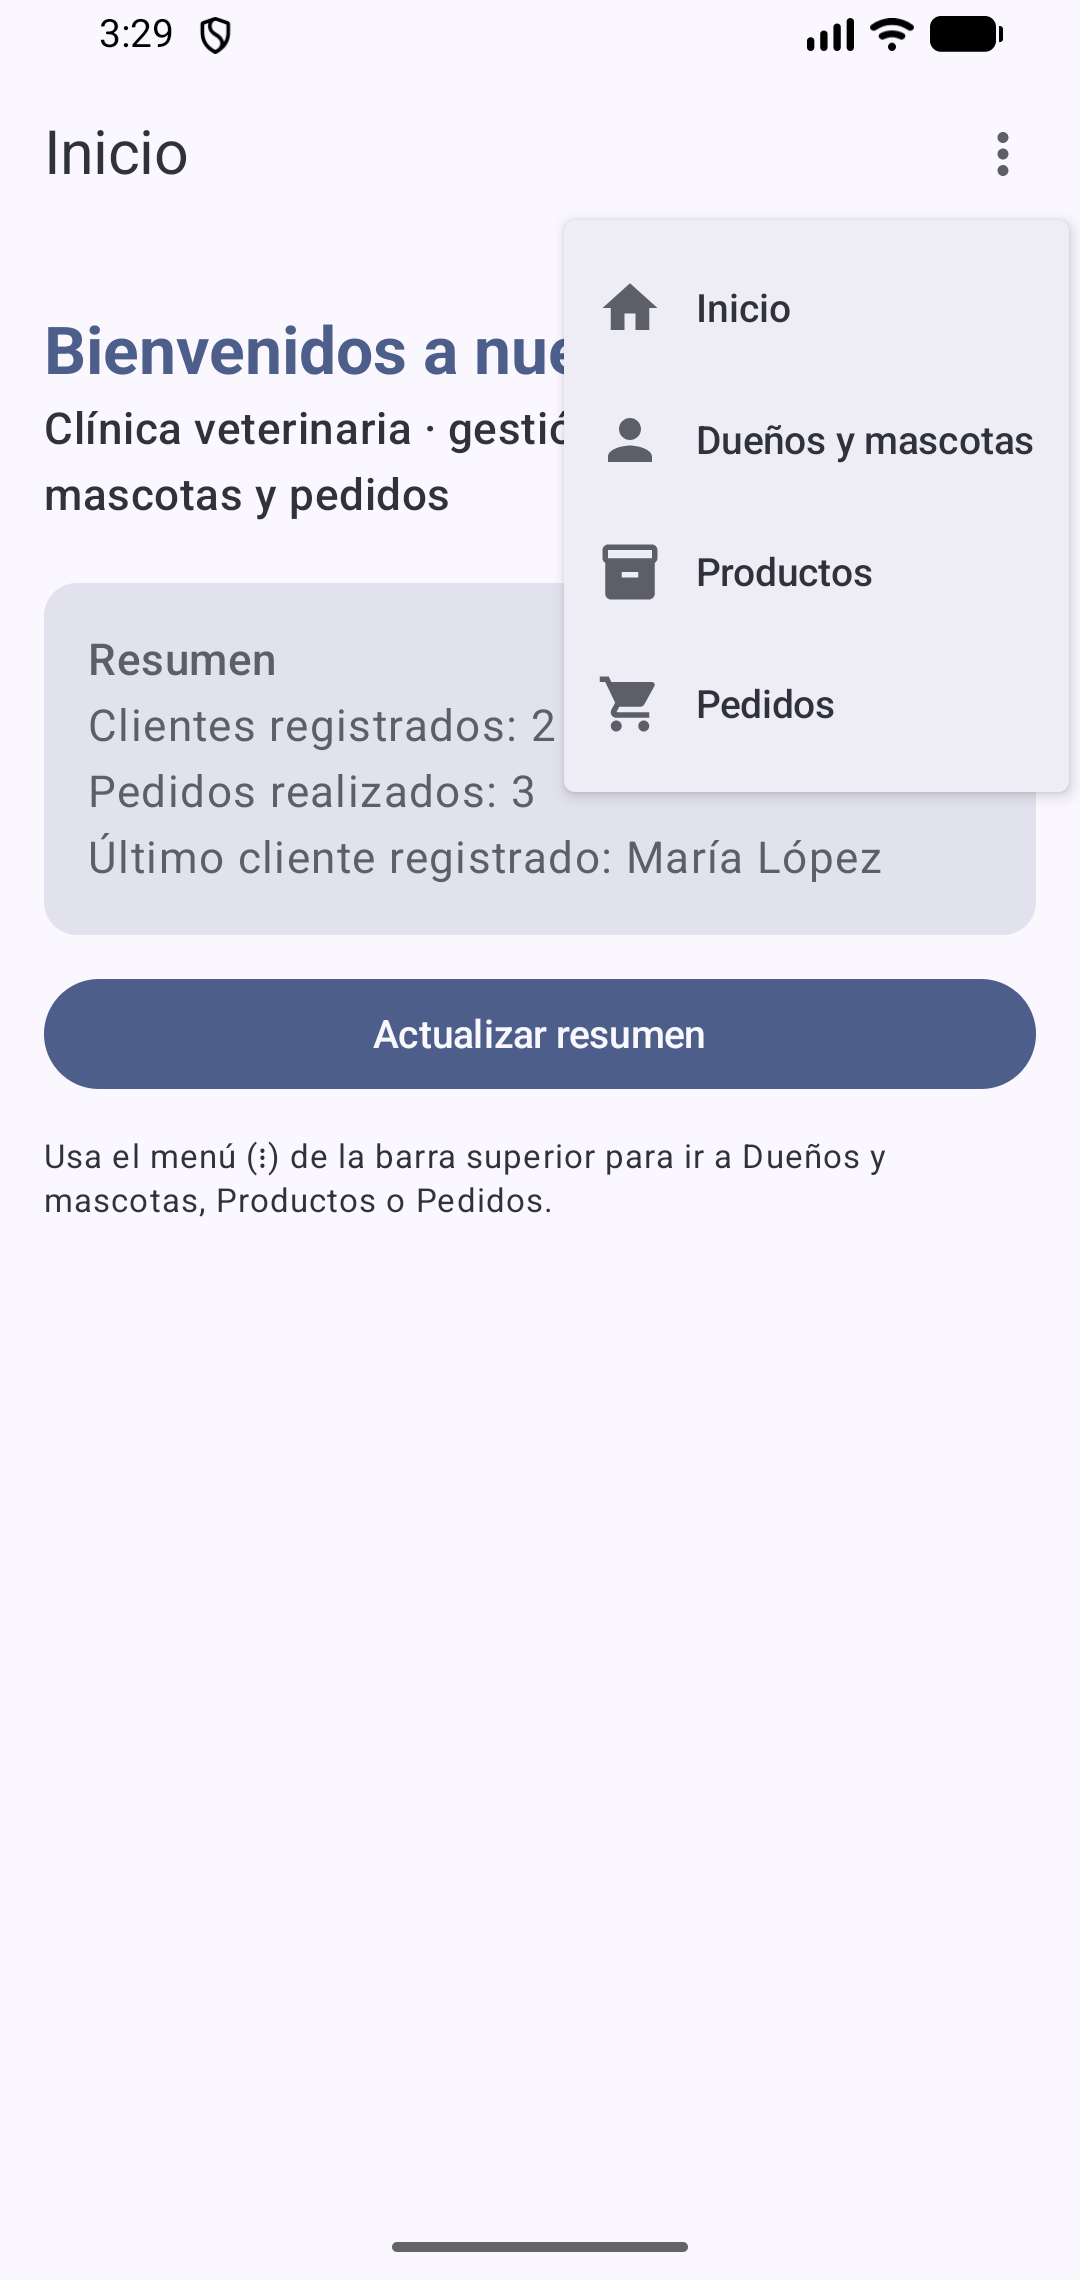 3:29
Inicio
Inicio
Dueños y mascotas
Productos
Pedidos
Bienvenidos a
Clínica veterinaria ·
mascotas y pedidos
Resumen
Clientes registrados: 2
Pedidos realizados: 3
Último cliente registrado: María López
Actualizar resumen
Usa el menú (⋮) de la barra superior para ir a Dueños y
mascotas, Productos o Pedidos.